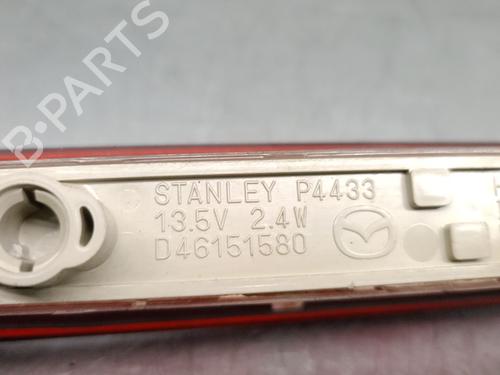 B-PARTS
STANLEY P4433
13.5V 2.4W
D46151580